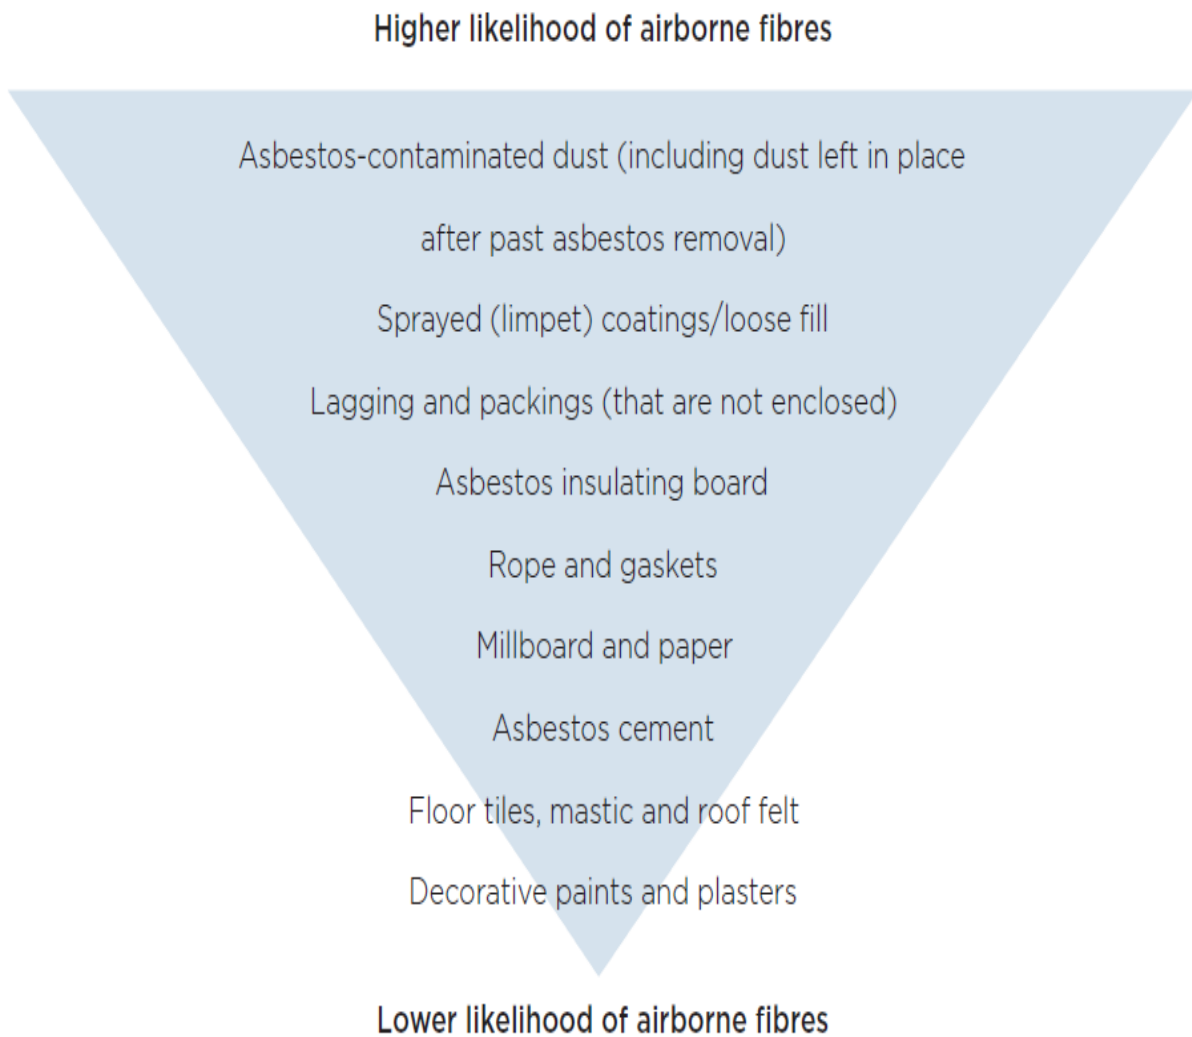 Higher likelihood of airborne fibres
Asbestos-contaminated dust (including dust left in place
after past asbestos removal)
Sprayed (limpet) coatings/loose fill
Lagging and packings (that are not enclosed)
Asbestos insulating board
Rope and gaskets
Millboard and paper
Asbestos cement
Floor tiles, mastic and roof felt
Decorative paints and plasters
Lower likelihood of airborne fibres